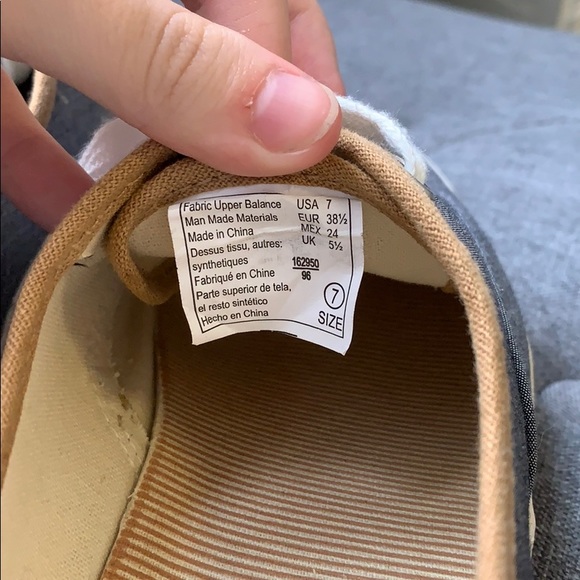 Fabric Upper Balance
Man Made Materials
Made in China
Dessus tissu, autres:
synthetiques
Fabriqué en Chine
Parte superior de tela,
el resto sintético
Hecho en China
USA 7
EUR 38½
MEX 24
UK 5½
162950
96
7
SIZE